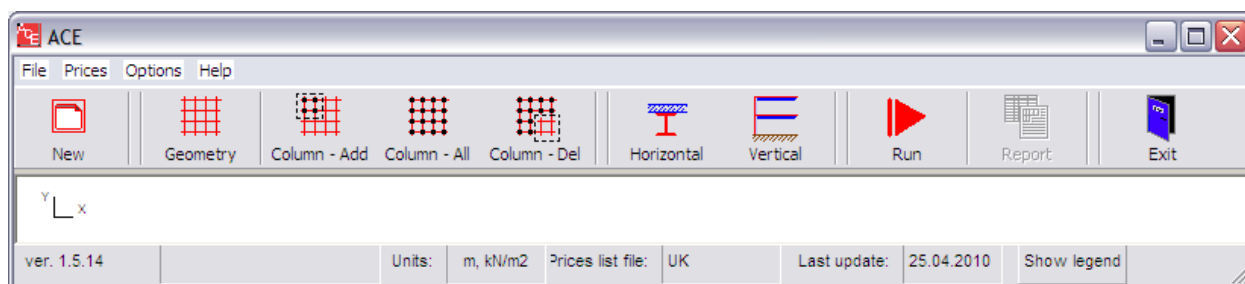 ACE
File Prices Options Help
New Geometry Column - Add Column - All Column - Del Horizontal Vertical Run Report Exit
Y
X
ver. 1.5.14 Units: m, kN/m2 Prices list file: UK Last update: 25.04.2010 Show legend